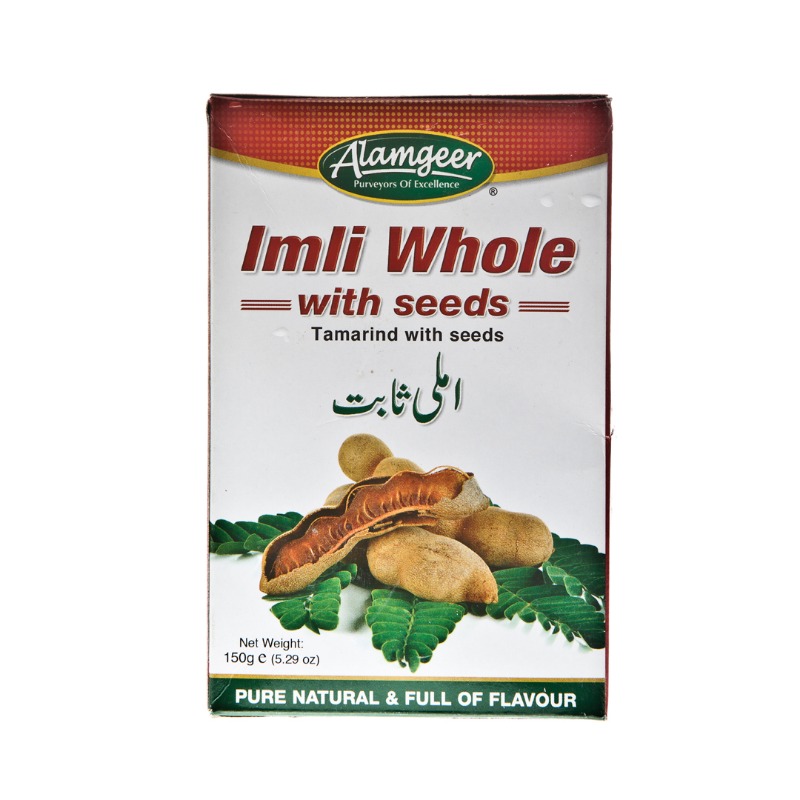 Alamgeer
Purveyors Of Excellence
®
Imli Whole
with seeds
Tamarind with seeds
املی ثابت
Net Weight:
150g ℮ (5.29 oz)
PURE NATURAL & FULL OF FLAVOUR